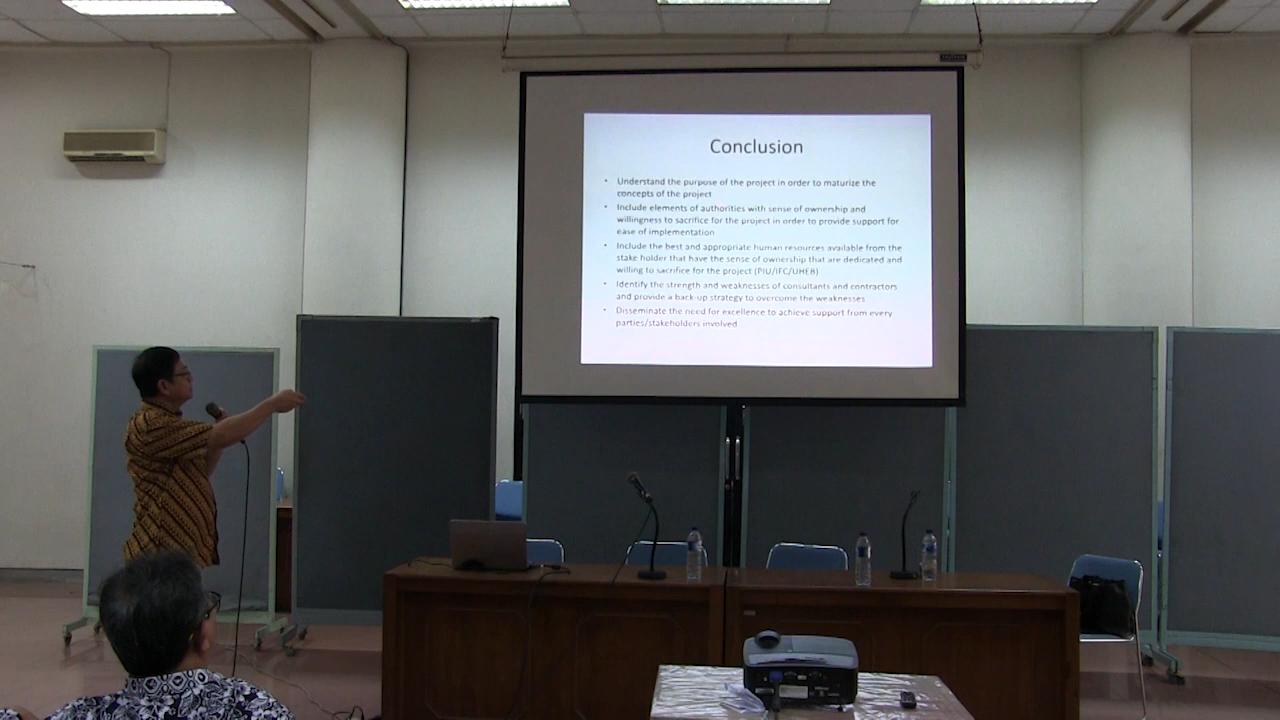 Conclusion
• Understand the purpose of the project in order to maturize the
concepts of the project
• Include elements of authorities with sense of ownership and
willingness to sacrifice for the project in order to provide support for
ease of implementation
• Include the best and appropriate human resources available from the
stake holder that have the sense of ownership that are dedicated and
willing to sacrifice for the project (PIU/IFC/UHEB)
• Identify the strength and weaknesses of consultants and contractors
and provide a back-up strategy to overcome the weaknesses
• Disseminate the need for excellence to achieve support from every
parties/stakeholders involved